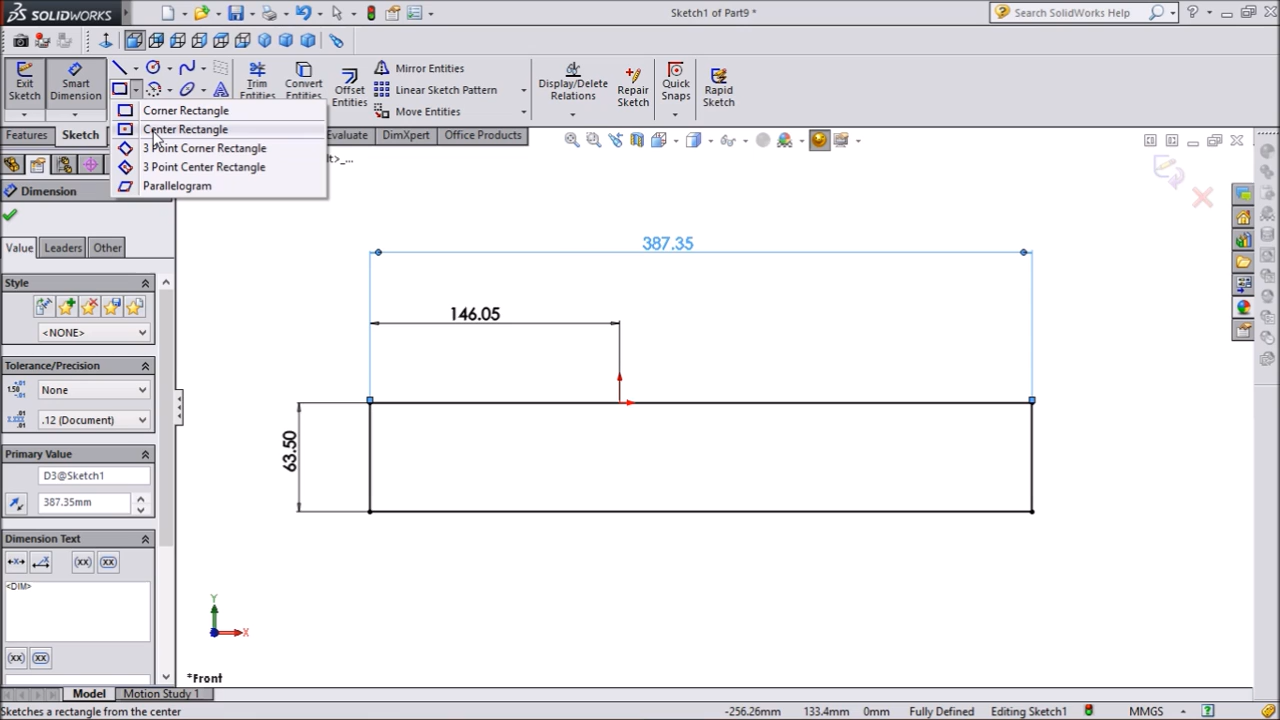 SOLIDWORKS
Sketch1 of Part9 *
Search SolidWorks Help
Exit Sketch
Smart Dimension
Trim Entities
Convert Entities
Offset Entities
Mirror Entities
Linear Sketch Pattern
Move Entities
Display/Delete Relations
Repair Sketch
Quick Snaps
Rapid Sketch
Corner Rectangle
Center Rectangle
3 Point Corner Rectangle
3 Point Center Rectangle
Parallelogram
Features
Sketch
Evaluate
DimXpert
Office Products
Dimension
Value
Leaders
Other
Style
<NONE>
Tolerance/Precision
None
.12 (Document)
Primary Value
D3@Sketch1
387.35mm
Dimension Text
<DIM>
387.35
146.05
63.50
Y
X
*Front
Model
Motion Study 1
Sketches a rectangle from the center
-256.26mm
133.4mm
0mm
Fully Defined
Editing Sketch1
MMGS